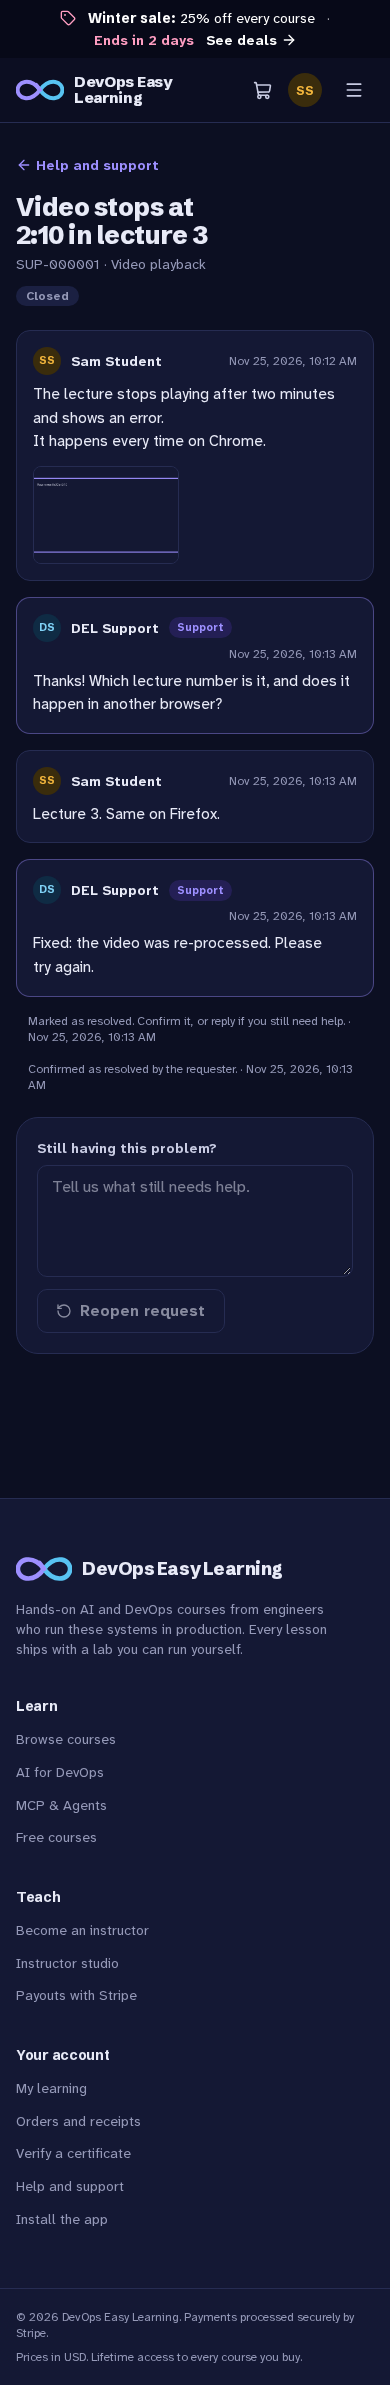 Winter sale: 25% off every course ·
Ends in 2 days See deals →
DevOps Easy
Learning
SS
← Help and support
Video stops at
2:10 in lecture 3
SUP-000001 · Video playback
Closed
SS Sam Student Nov 25, 2026, 10:12 AM
The lecture stops playing after two minutes
and shows an error.
It happens every time on Chrome.
DS DEL Support Support
Nov 25, 2026, 10:13 AM
Thanks! Which lecture number is it, and does it
happen in another browser?
SS Sam Student Nov 25, 2026, 10:13 AM
Lecture 3. Same on Firefox.
DS DEL Support Support
Nov 25, 2026, 10:13 AM
Fixed: the video was re-processed. Please
try again.
Marked as resolved. Confirm it, or reply if you still need help. ·
Nov 25, 2026, 10:13 AM
Confirmed as resolved by the requester. · Nov 25, 2026, 10:13
AM
Still having this problem?
Tell us what still needs help.
Reopen request
DevOps Easy Learning
Hands-on AI and DevOps courses from engineers
who run these systems in production. Every lesson
ships with a lab you can run yourself.
Learn
Browse courses
AI for DevOps
MCP & Agents
Free courses
Teach
Become an instructor
Instructor studio
Payouts with Stripe
Your account
My learning
Orders and receipts
Verify a certificate
Help and support
Install the app
© 2026 DevOps Easy Learning. Payments processed securely by
Stripe.
Prices in USD. Lifetime access to every course you buy.